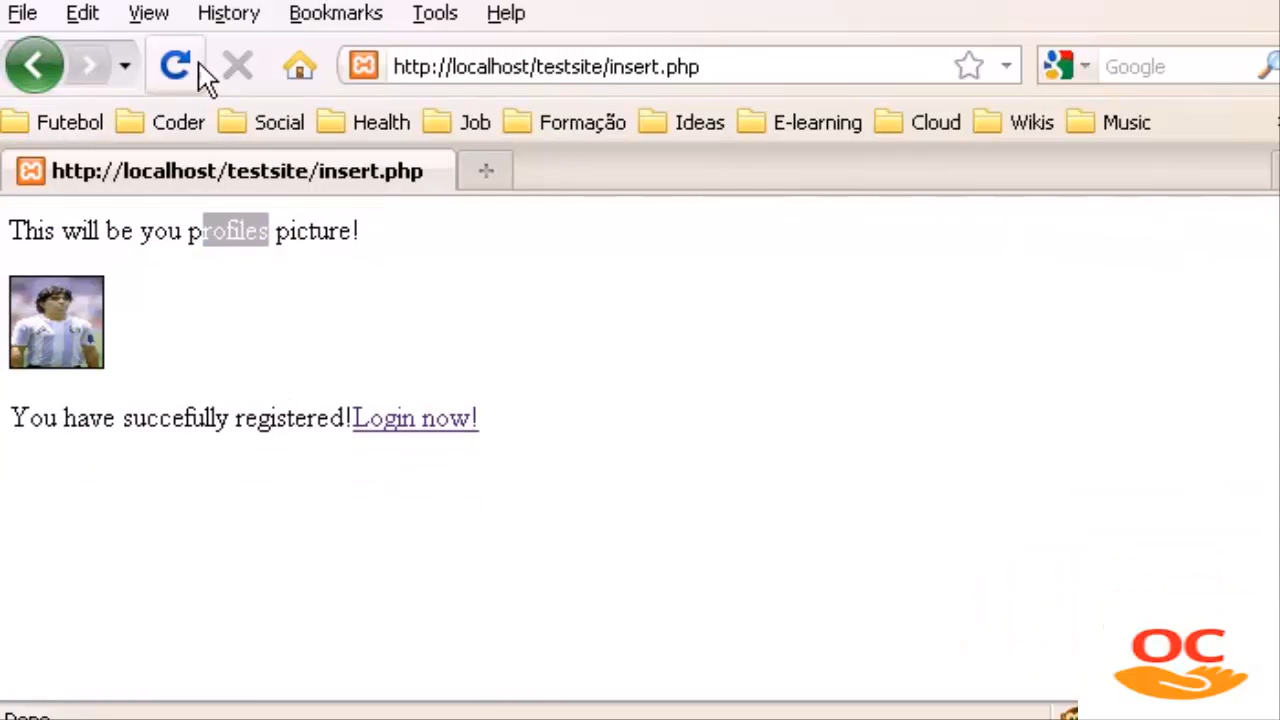 File Edit View History Bookmarks Tools Help
http://localhost/testsite/insert.php Google
Futebol Coder Social Health Job Formação Ideas E-learning Cloud Wikis Music
http://localhost/testsite/insert.php
This will be you profiles picture!
You have succefully registered!Login now!
OC
Done